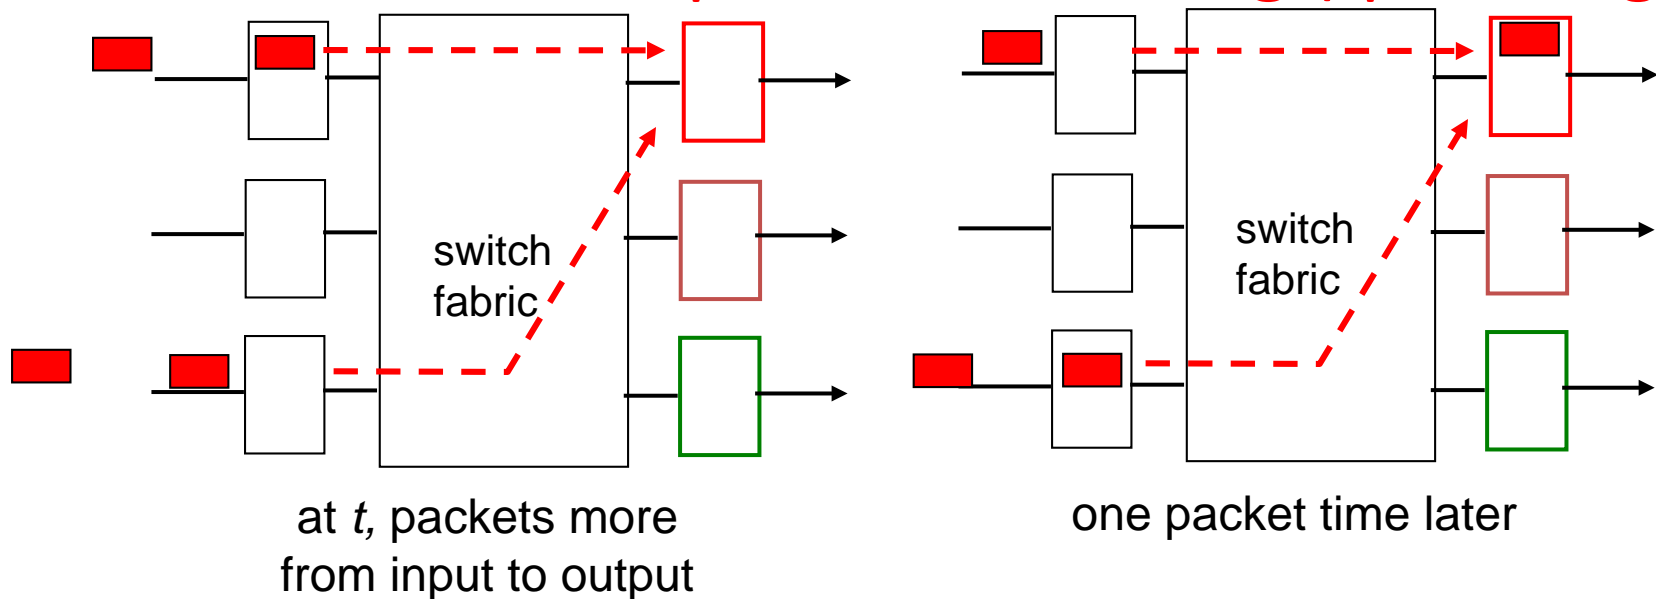 switch
fabric
at t, packets more
from input to output
switch
fabric
one packet time later